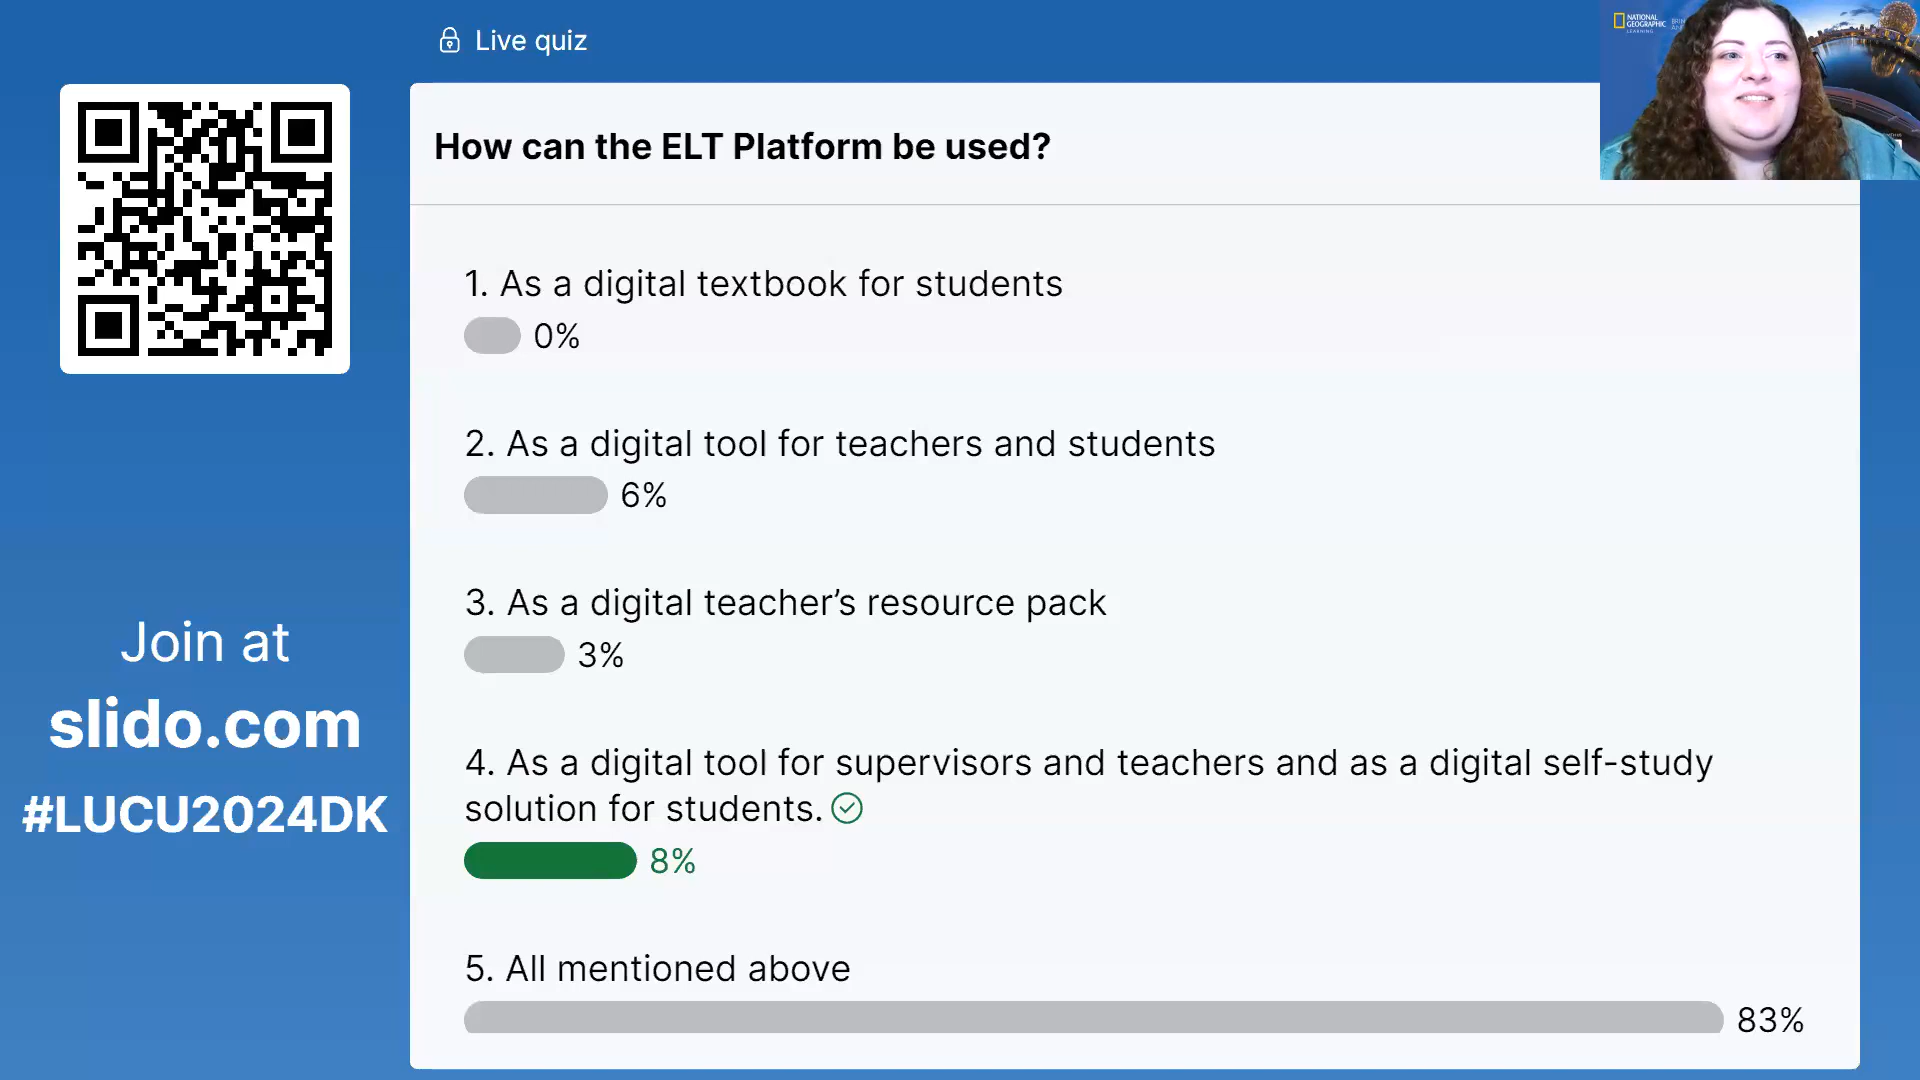 Live quiz
NATIONAL
GEOGRAPHIC
LEARNING
How can the ELT Platform be used?
1. As a digital textbook for students
0%
2. As a digital tool for teachers and students
6%
3. As a digital teacher’s resource pack
3%
4. As a digital tool for supervisors and teachers and as a digital self-study
solution for students.
8%
5. All mentioned above
83%
Join at
slido.com
#LUCU2024DK